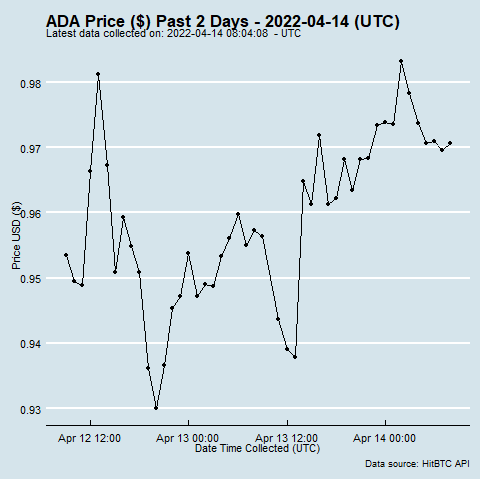 ADA Price ($) Past 2 Days - 2022-04-14 (UTC)
Latest data collected on: 2022-04-14 08:04:08  - UTC
0.98
0.97
0.96
0.95
0.94
0.93
Price USD ($)
Apr 12 12:00 Apr 13 00:00 Apr 13 12:00 Apr 14 00:00
Date Time Collected (UTC)
Data source: HitBTC API